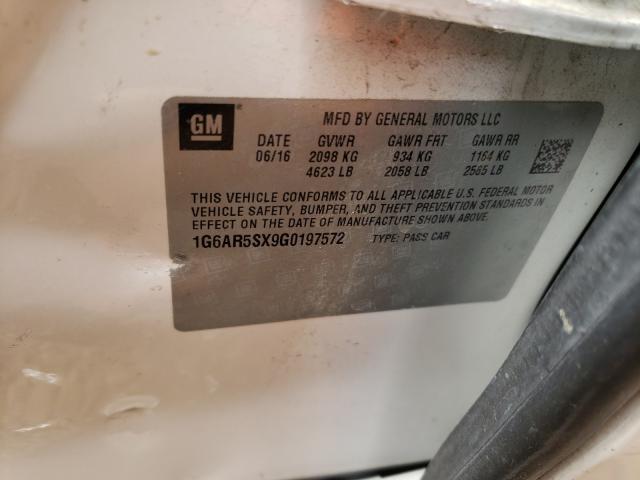 GM
MFD BY GENERAL MOTORS LLC
DATE GVWR GAWR FRT GAWR RR
06/16 2098 KG 934 KG 1164 KG
4623 LB 2058 LB 2565 LB
THIS VEHICLE CONFORMS TO ALL APPLICABLE U.S. FEDERAL MOTOR
VEHICLE SAFETY, BUMPER, AND THEFT PREVENTION STANDARDS IN
EFFECT ON THE DATE OF MANUFACTURE SHOWN ABOVE.
1G6AR5SX9G0197572 TYPE: PASS CAR